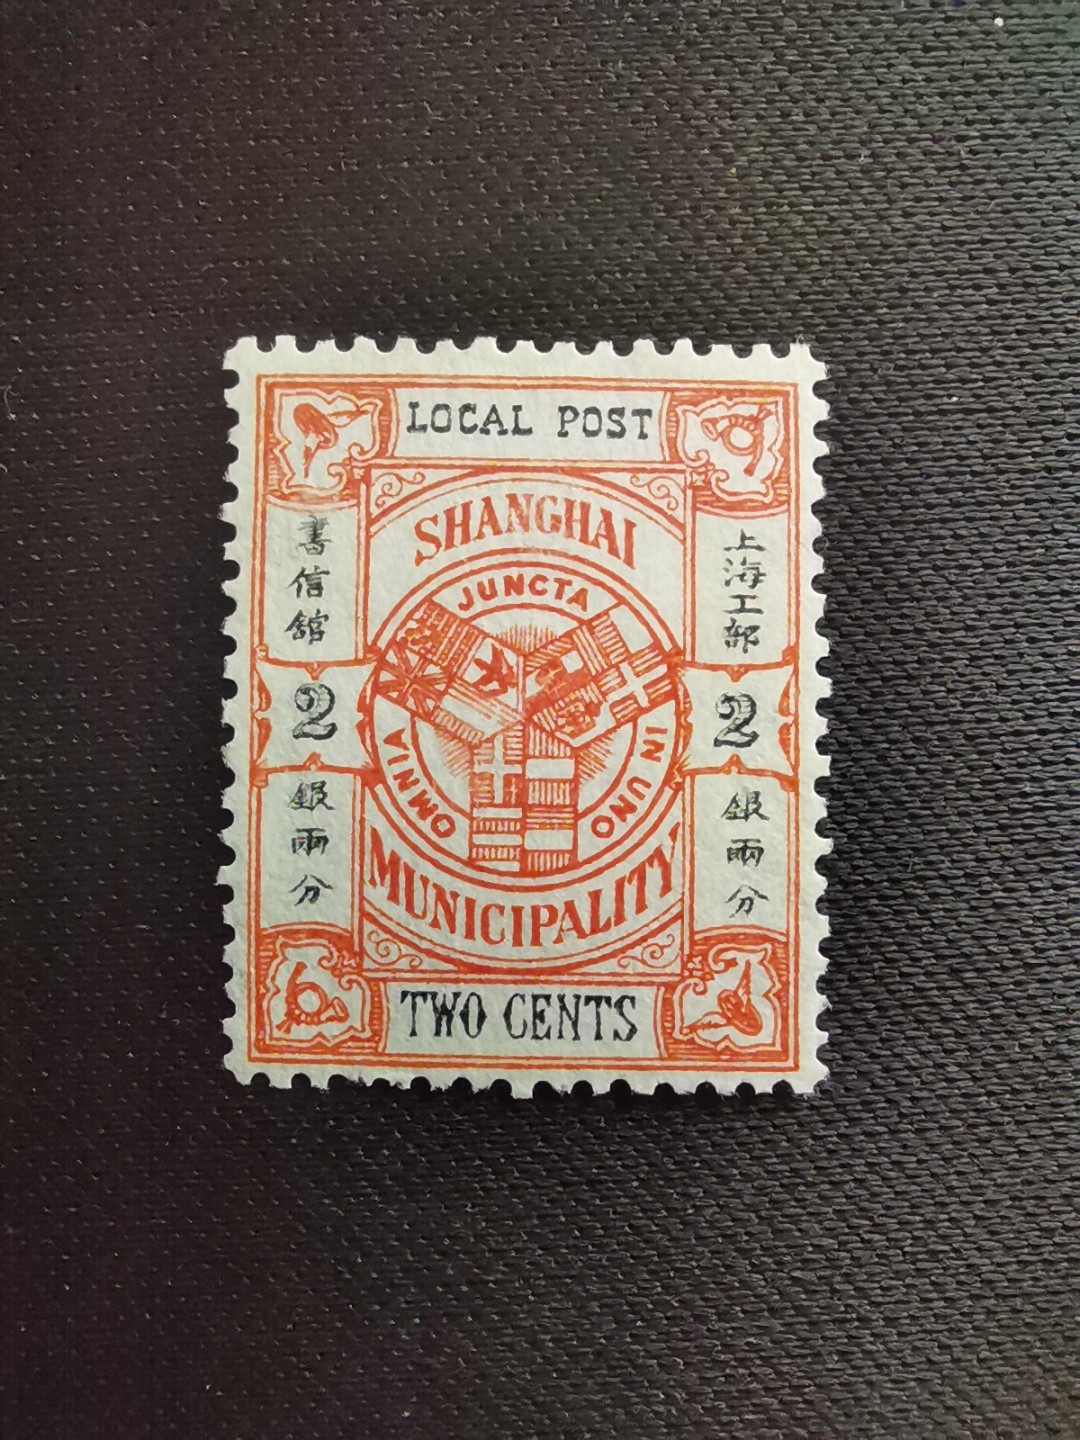 LOCAL POST
SHANGHAI
JUNCTA IN UNO OMNIA
MUNICIPALITY
上海工部
書信館
2
2
銀兩分
銀兩分
TWO CENTS